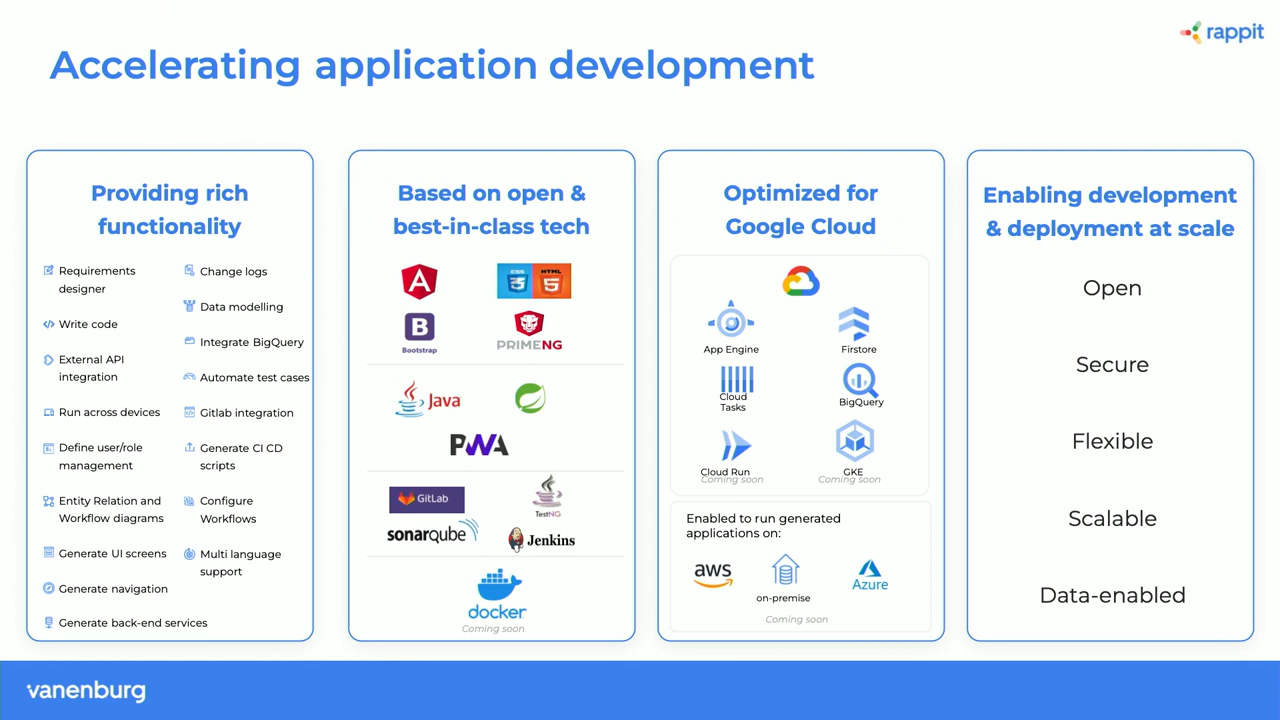 rappit
Accelerating application development
Providing rich
functionality
Requirements
designer
Write code
External API
integration
Run across devices
Define user/role
management
Entity Relation and
Workflow diagrams
Generate UI screens
Generate navigation
Generate back-end services
Change logs
Data modelling
Integrate BigQuery
Automate test cases
Gitlab integration
Generate CI CD
scripts
Configure
Workflows
Multi language
support
Based on open &
best-in-class tech
A
CSS
3
HTML
5
B
Bootstrap
PRIMENG
Java
PWA
GitLab
TestNG
sonarqube
Jenkins
docker
Coming soon
Optimized for
Google Cloud
App Engine
Firstore
Cloud
Tasks
BigQuery
Cloud Run
Coming soon
GKE
Coming soon
Enabled to run generated
applications on:
aws
on-premise
Azure
Coming soon
Enabling development
& deployment at scale
Open
Secure
Flexible
Scalable
Data-enabled
vanenburg